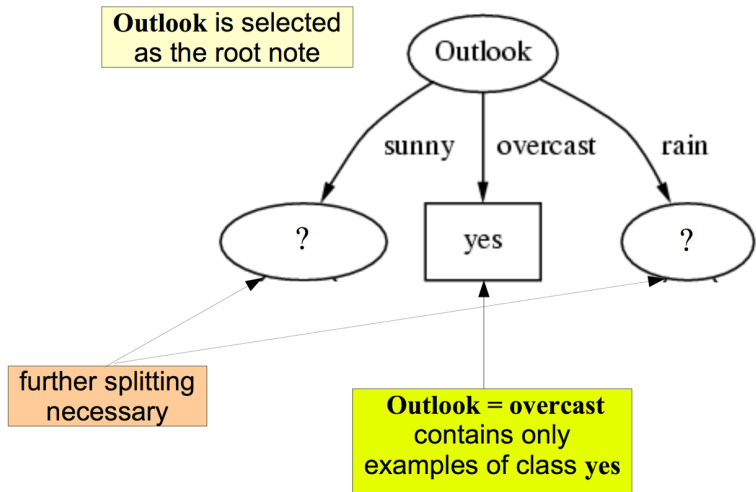 Outlook is selected
as the root note
Outlook
sunny
overcast
rain
?
yes
?
further splitting
necessary
Outlook = overcast
contains only
examples of class yes